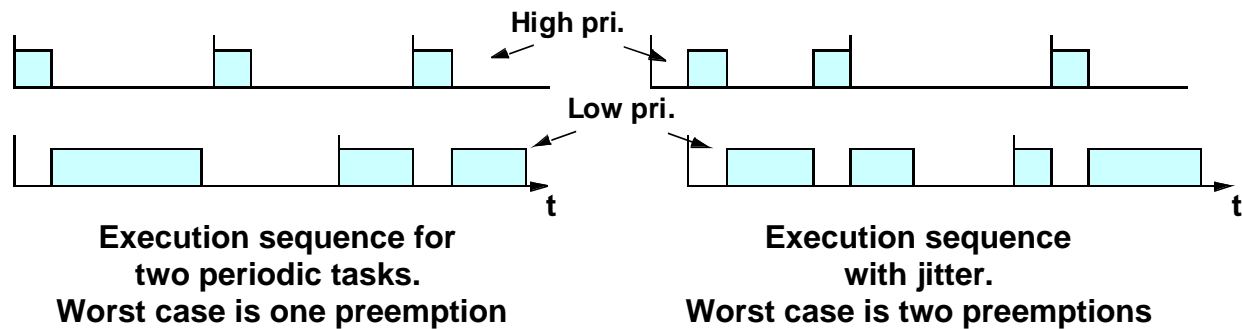 High pri.
Low pri.
t
t
Execution sequence for
two periodic tasks.
Worst case is one preemption
Execution sequence
with jitter.
Worst case is two preemptions